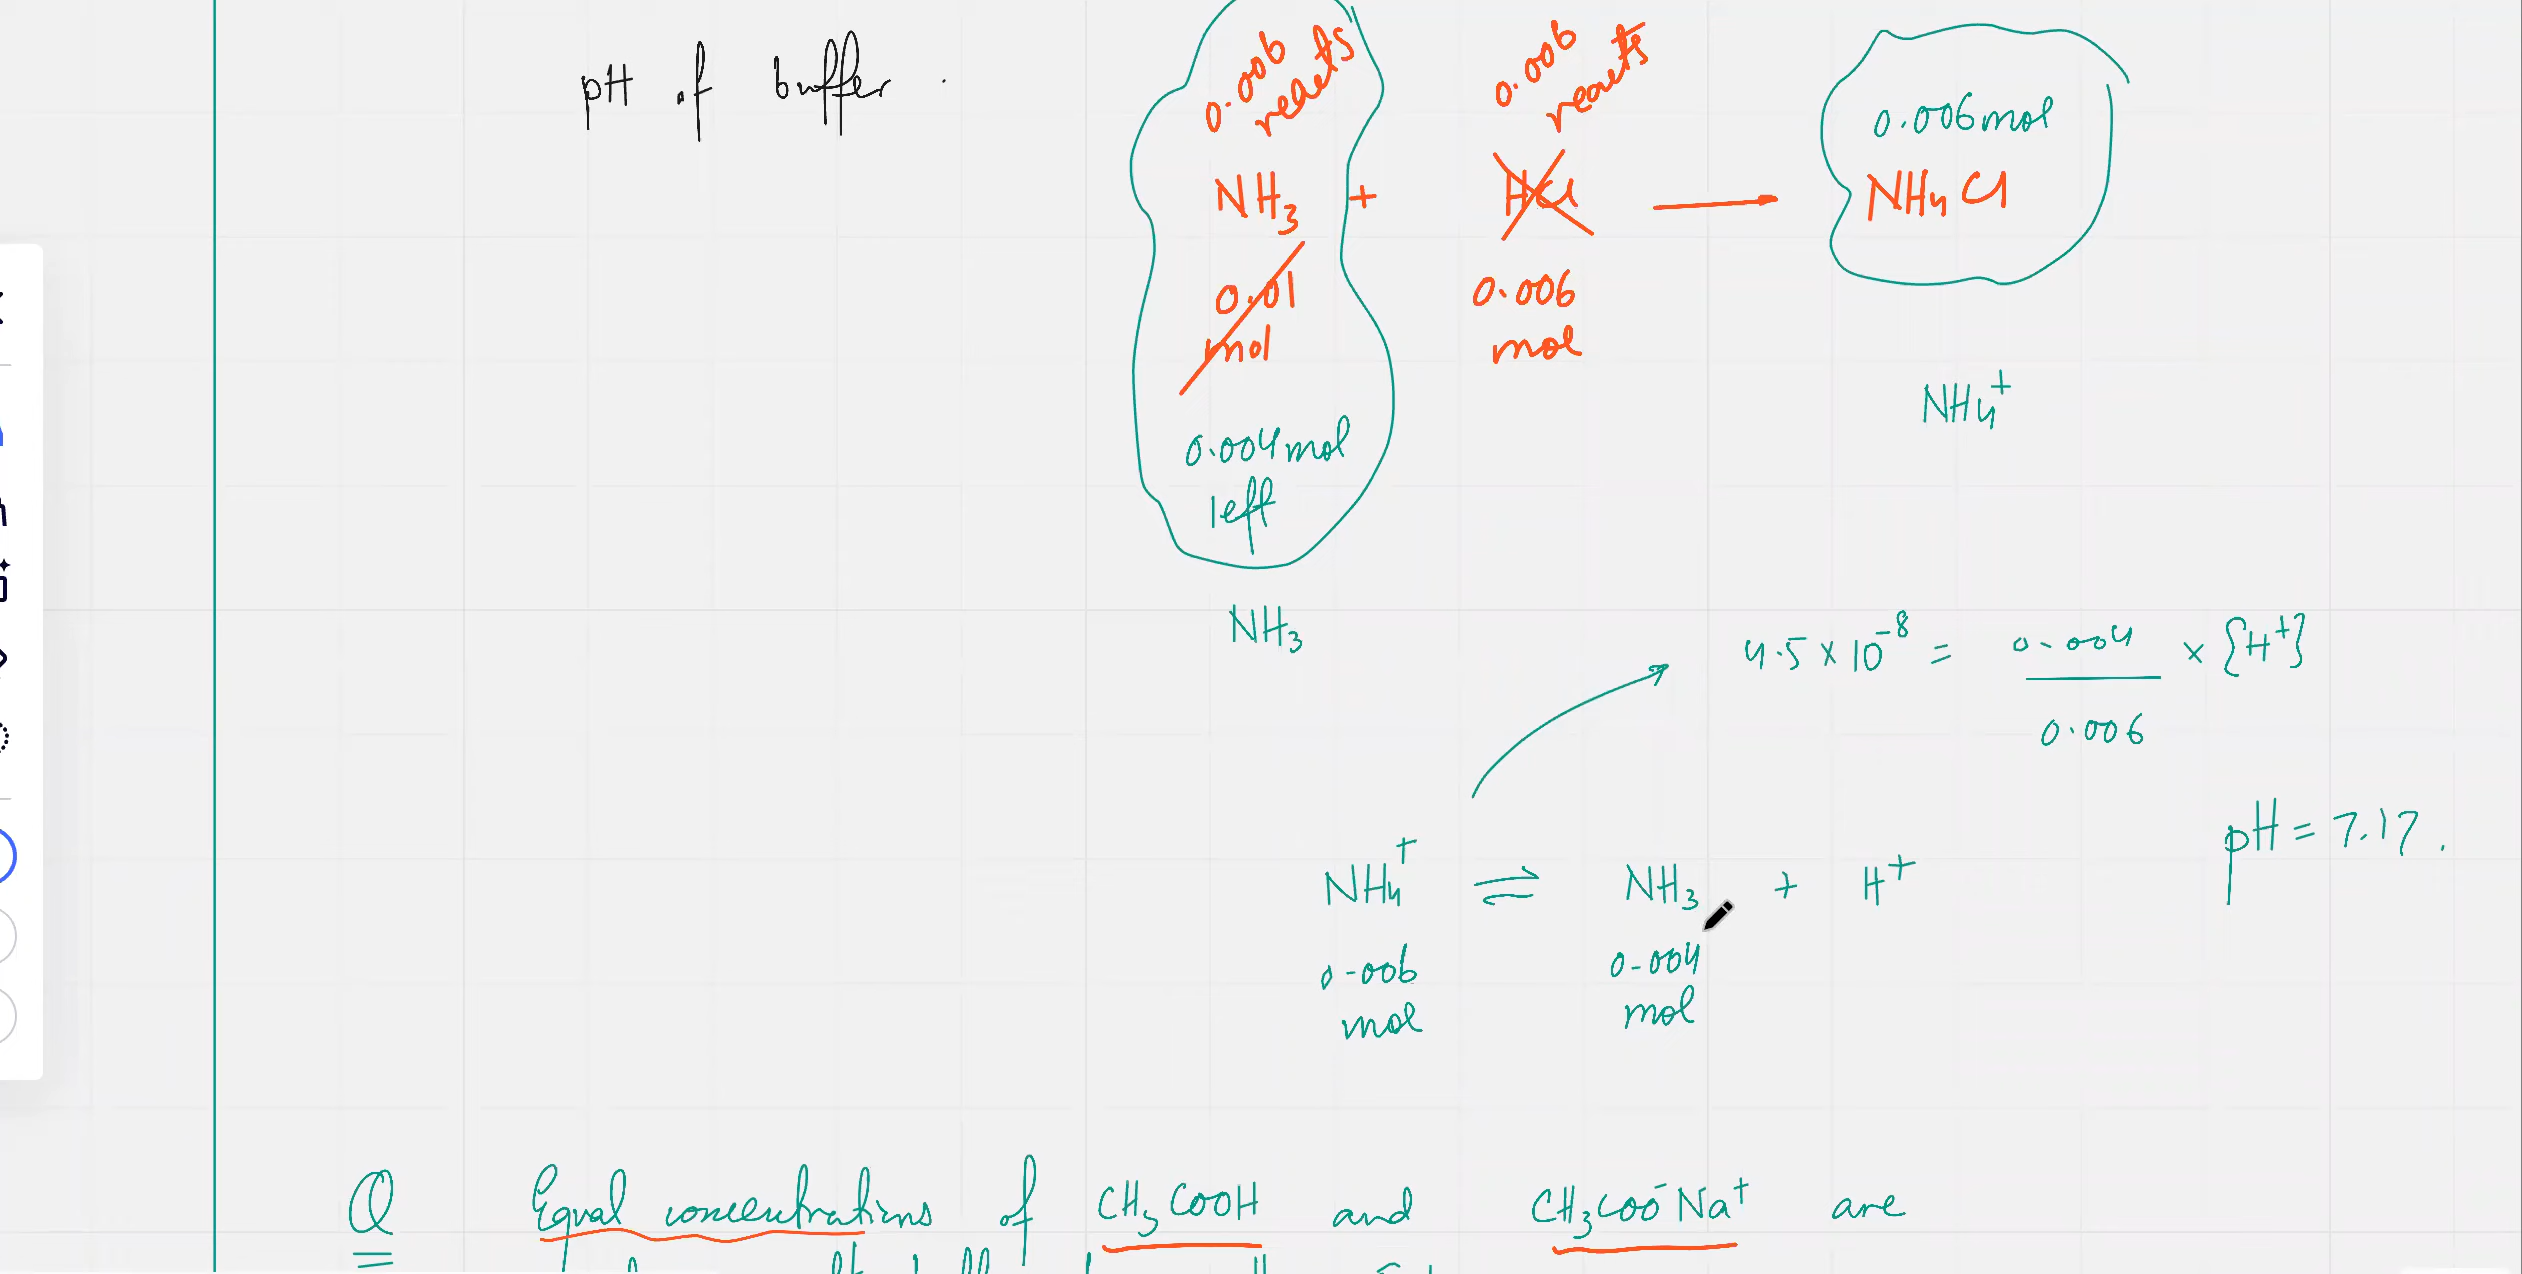 pH of buffer.
0.006 reacts
0.006 reacts
0.006 mol
NH3 + HCl → NH4Cl
0.01 mol
0.006 mol
NH4+
0.004 mol left
NH3
4.5 × 10^-8 = 0.004 / 0.006 × [H+]
pH = 7.17.
NH4+ ⇌ NH3 + H+
0.006 mol
0.004 mol
Q Equal concentrations of CH3COOH and CH3COO-Na+ are